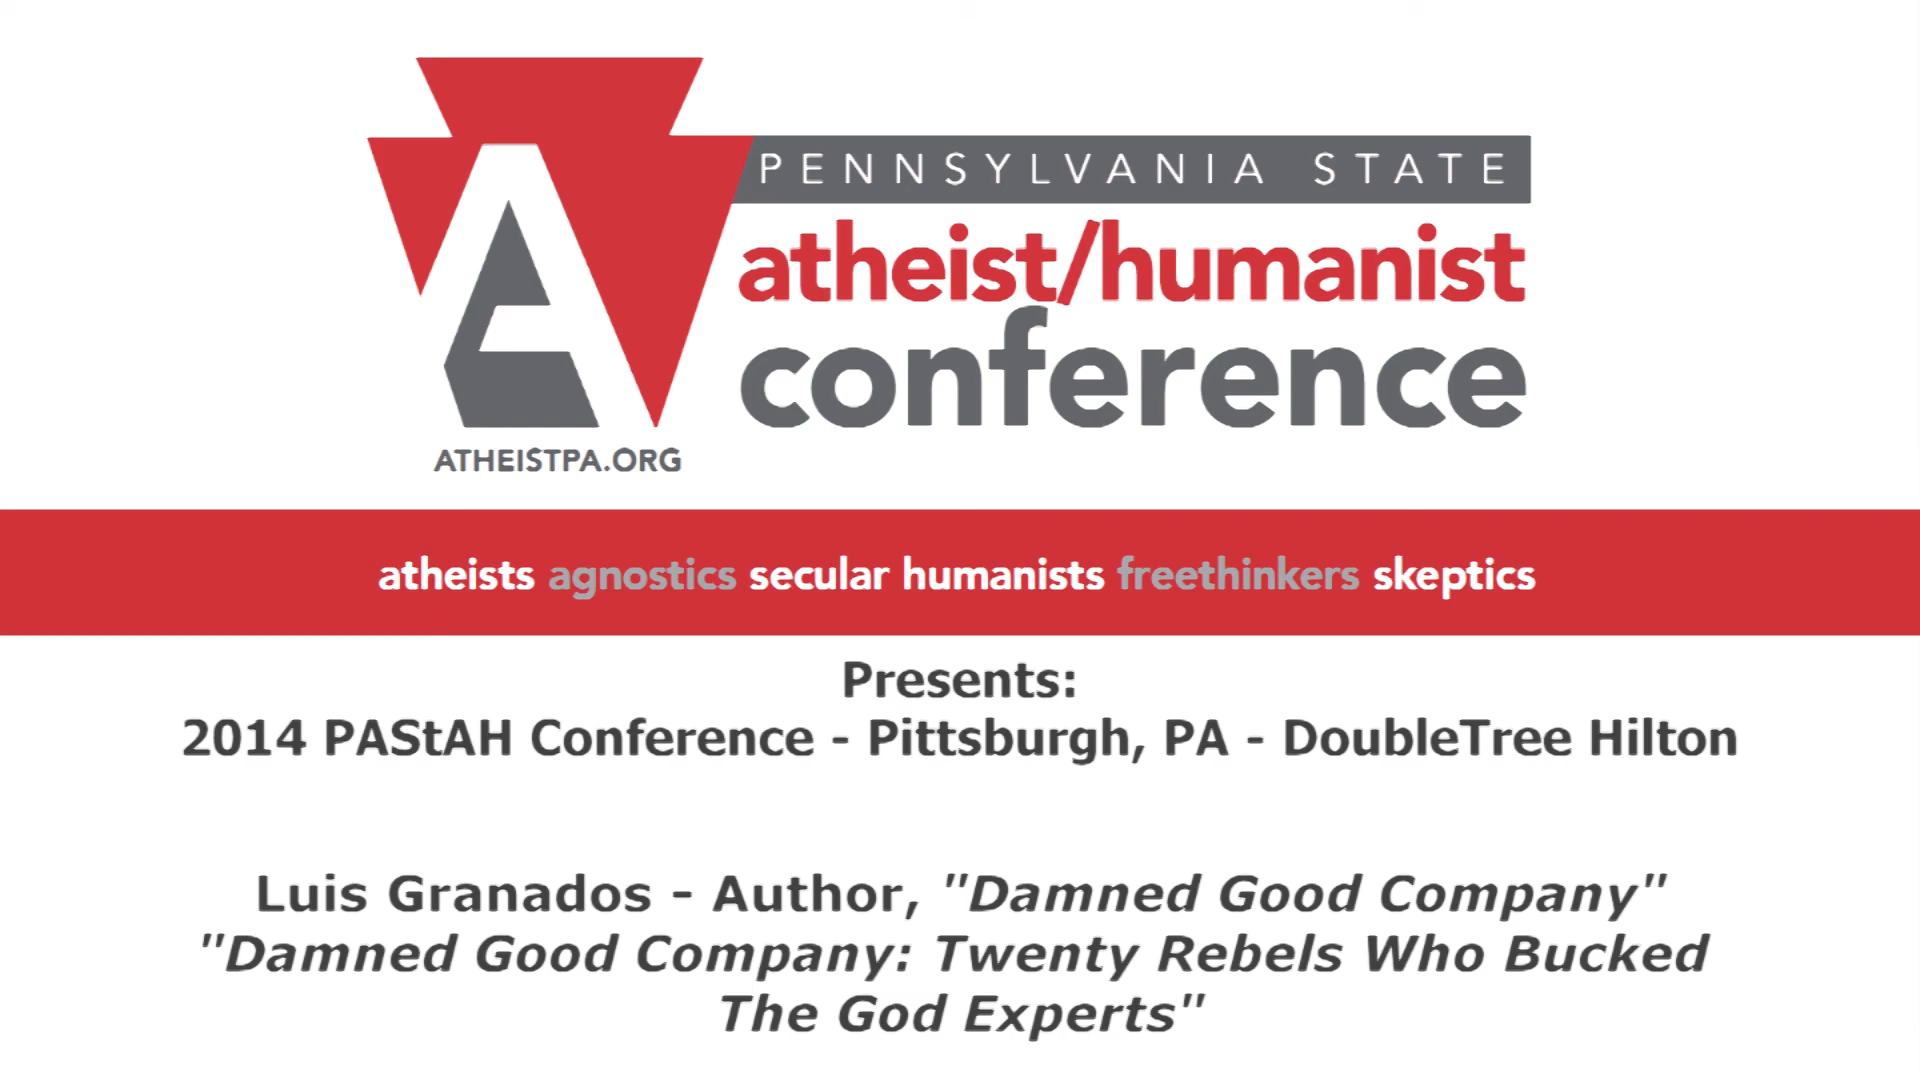 PENNSYLVANIA STATE
atheist/humanist
conference
ATHEISTPA.ORG
atheists agnostics secular humanists freethinkers skeptics
Presents:
2014 PAStAH Conference - Pittsburgh, PA - DoubleTree Hilton
Luis Granados - Author, "Damned Good Company"
"Damned Good Company: Twenty Rebels Who Bucked
The God Experts"